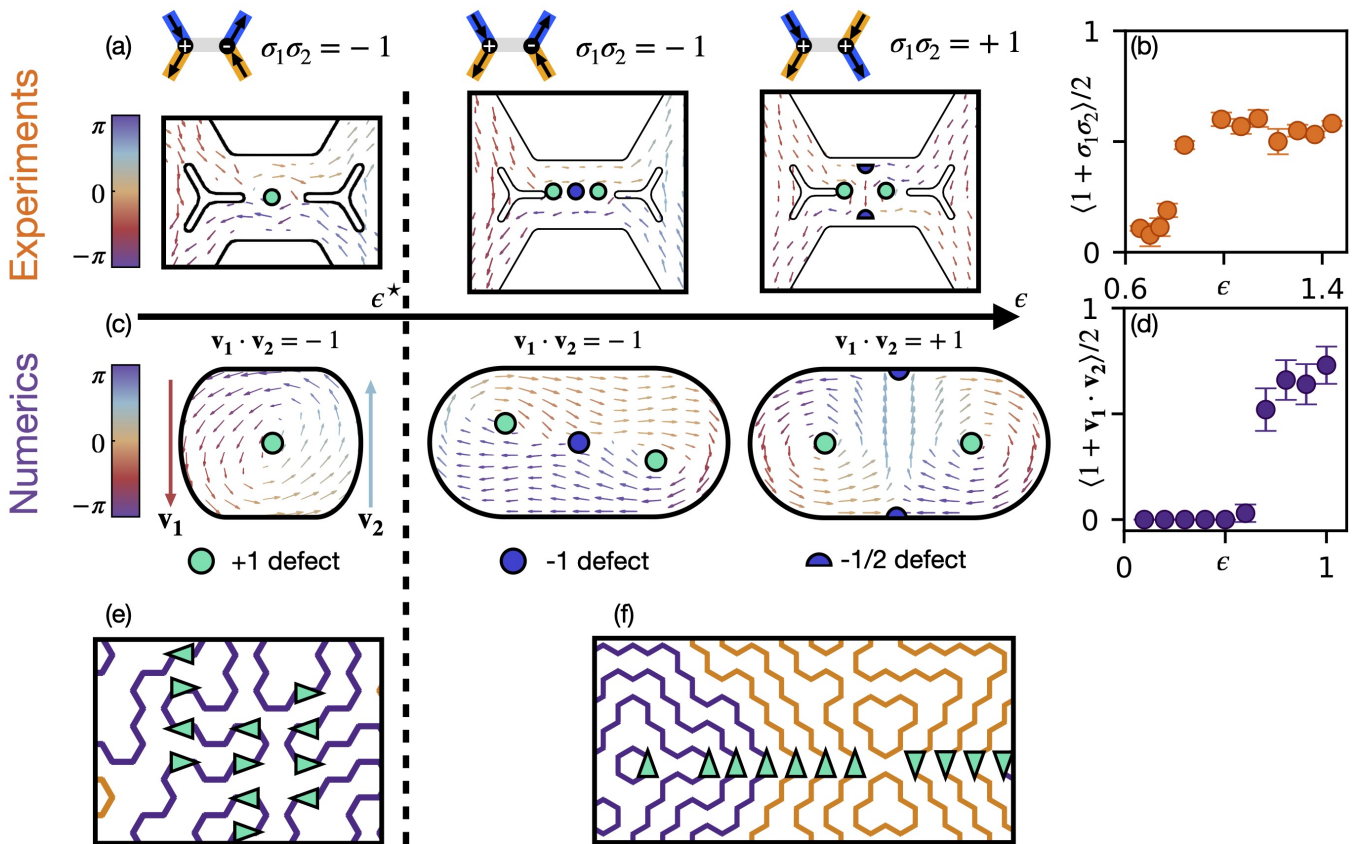 Experiments
(a)
+ -
σ₁σ₂ = − 1
+ -
σ₁σ₂ = − 1
+ +
σ₁σ₂ = + 1
π
0
−π
ϵ⋆
ϵ
(b)
⟨1 + σ₁σ₂⟩/2
1
0
0.6
ϵ
1.4
Numerics
(c)
v₁ · v₂ = − 1
v₁ · v₂ = − 1
v₁ · v₂ = + 1
π
0
−π
v₁
v₂
+1 defect
-1 defect
-1/2 defect
(d)
⟨1 + v₁ · v₂⟩/2
1
0
0
ϵ
1
(e)
(f)